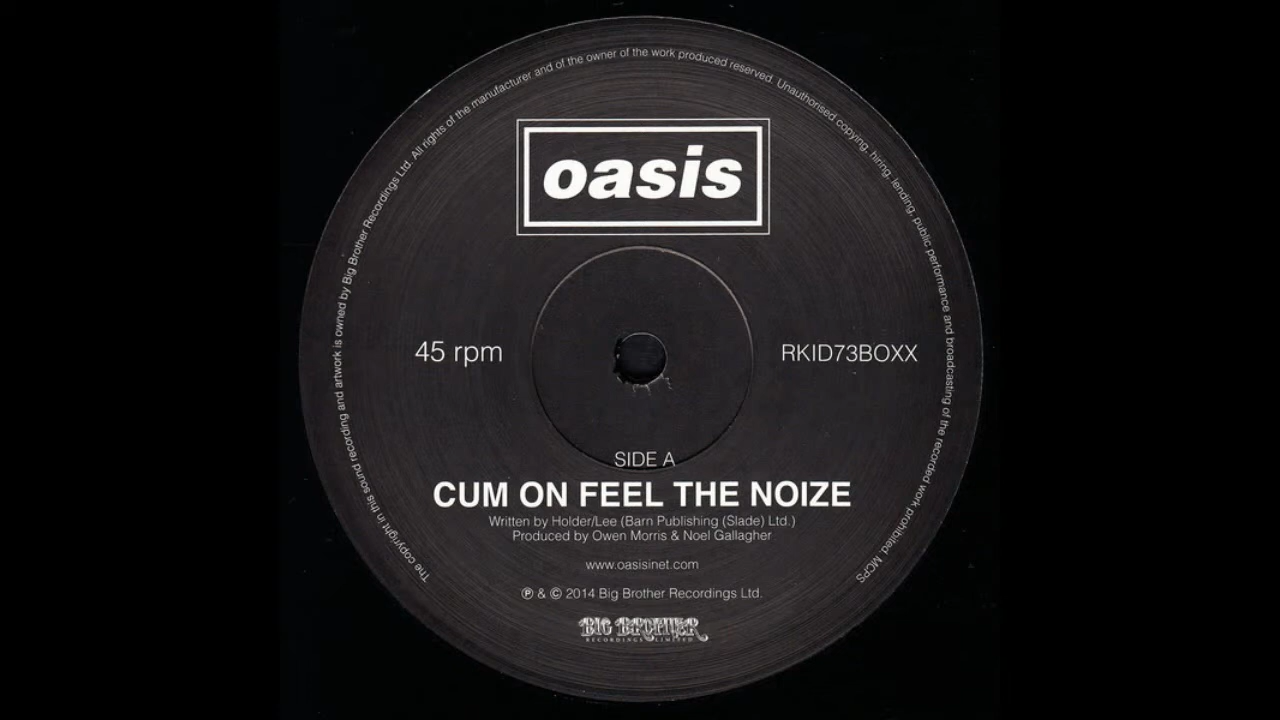 The copyright in this sound recording and artwork is owned by Big Brother Recordings Ltd. All rights of the manufacturer and of the owner of the work produced reserved. Unauthorised copying, hiring, lending, public performance and broadcasting of the recorded work prohibited. MCPS
oasis
45 rpm
RKID73BOXX
SIDE A
CUM ON FEEL THE NOIZE
Written by Holder/Lee (Barn Publishing (Slade) Ltd.)
Produced by Owen Morris & Noel Gallagher
www.oasisinet.com
℗ & © 2014 Big Brother Recordings Ltd.
BIG BROTHER
RECORDINGS LIMITED